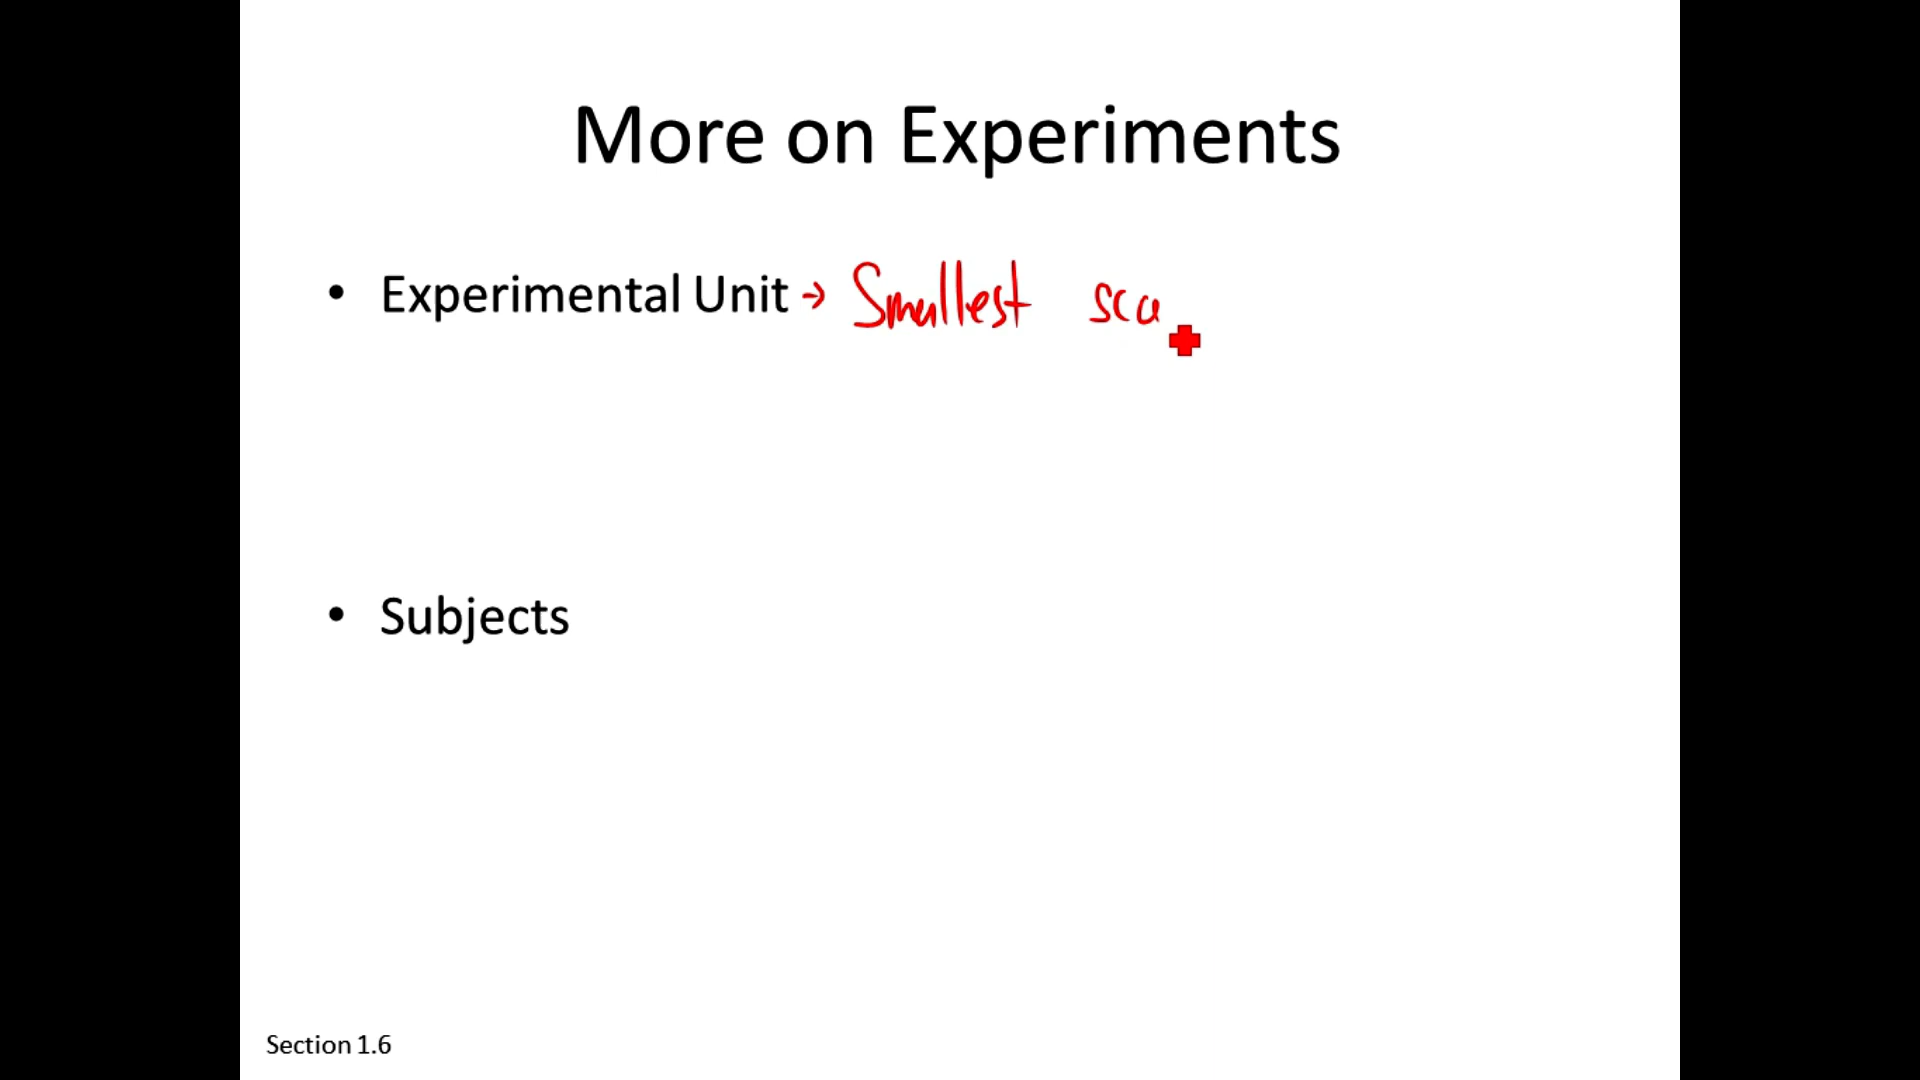 More on Experiments
• Experimental Unit → Smallest sca
• Subjects
Section 1.6